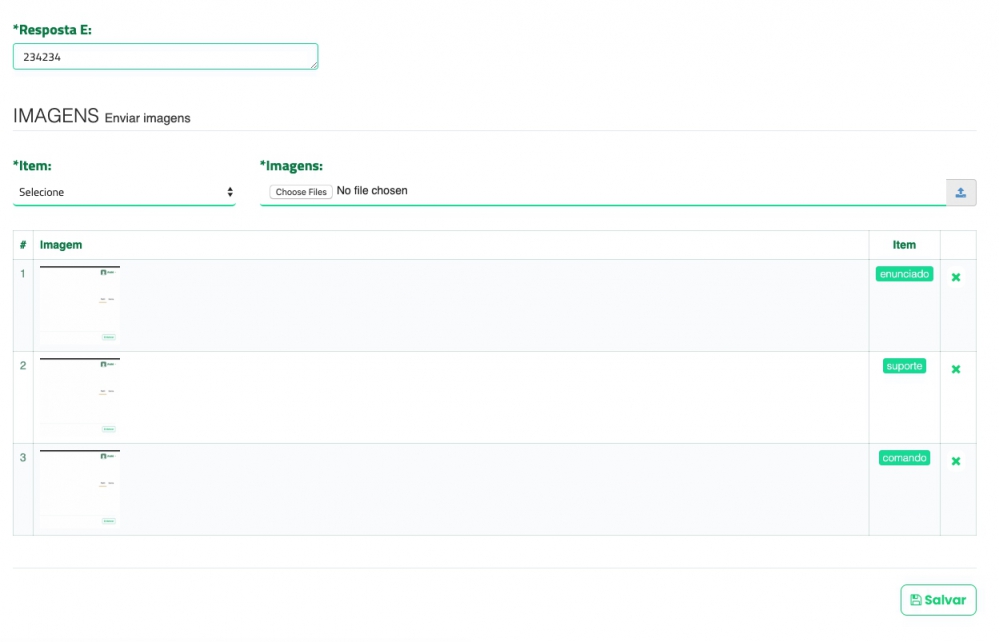 *Resposta E:
234234
IMAGENS Enviar imagens
*Item:
*Imagens:
Selecione
Choose Files No file chosen
# Imagem Item
1 enunciado
2 suporte
3 comando
Salvar